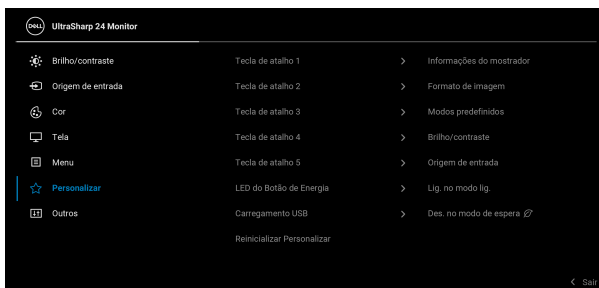 DELL UltraSharp 24 Monitor
Brilho/contraste Tecla de atalho 1 > Informações do mostrador
Origem de entrada Tecla de atalho 2 > Formato de imagem
Cor Tecla de atalho 3 > Modos predefinidos
Tela Tecla de atalho 4 > Brilho/contraste
Menu Tecla de atalho 5 > Origem de entrada
Personalizar LED do Botão de Energia > Lig. no modo lig.
Outros Carregamento USB > Des. no modo de espera
Reinicializar Personalizar
< Sair